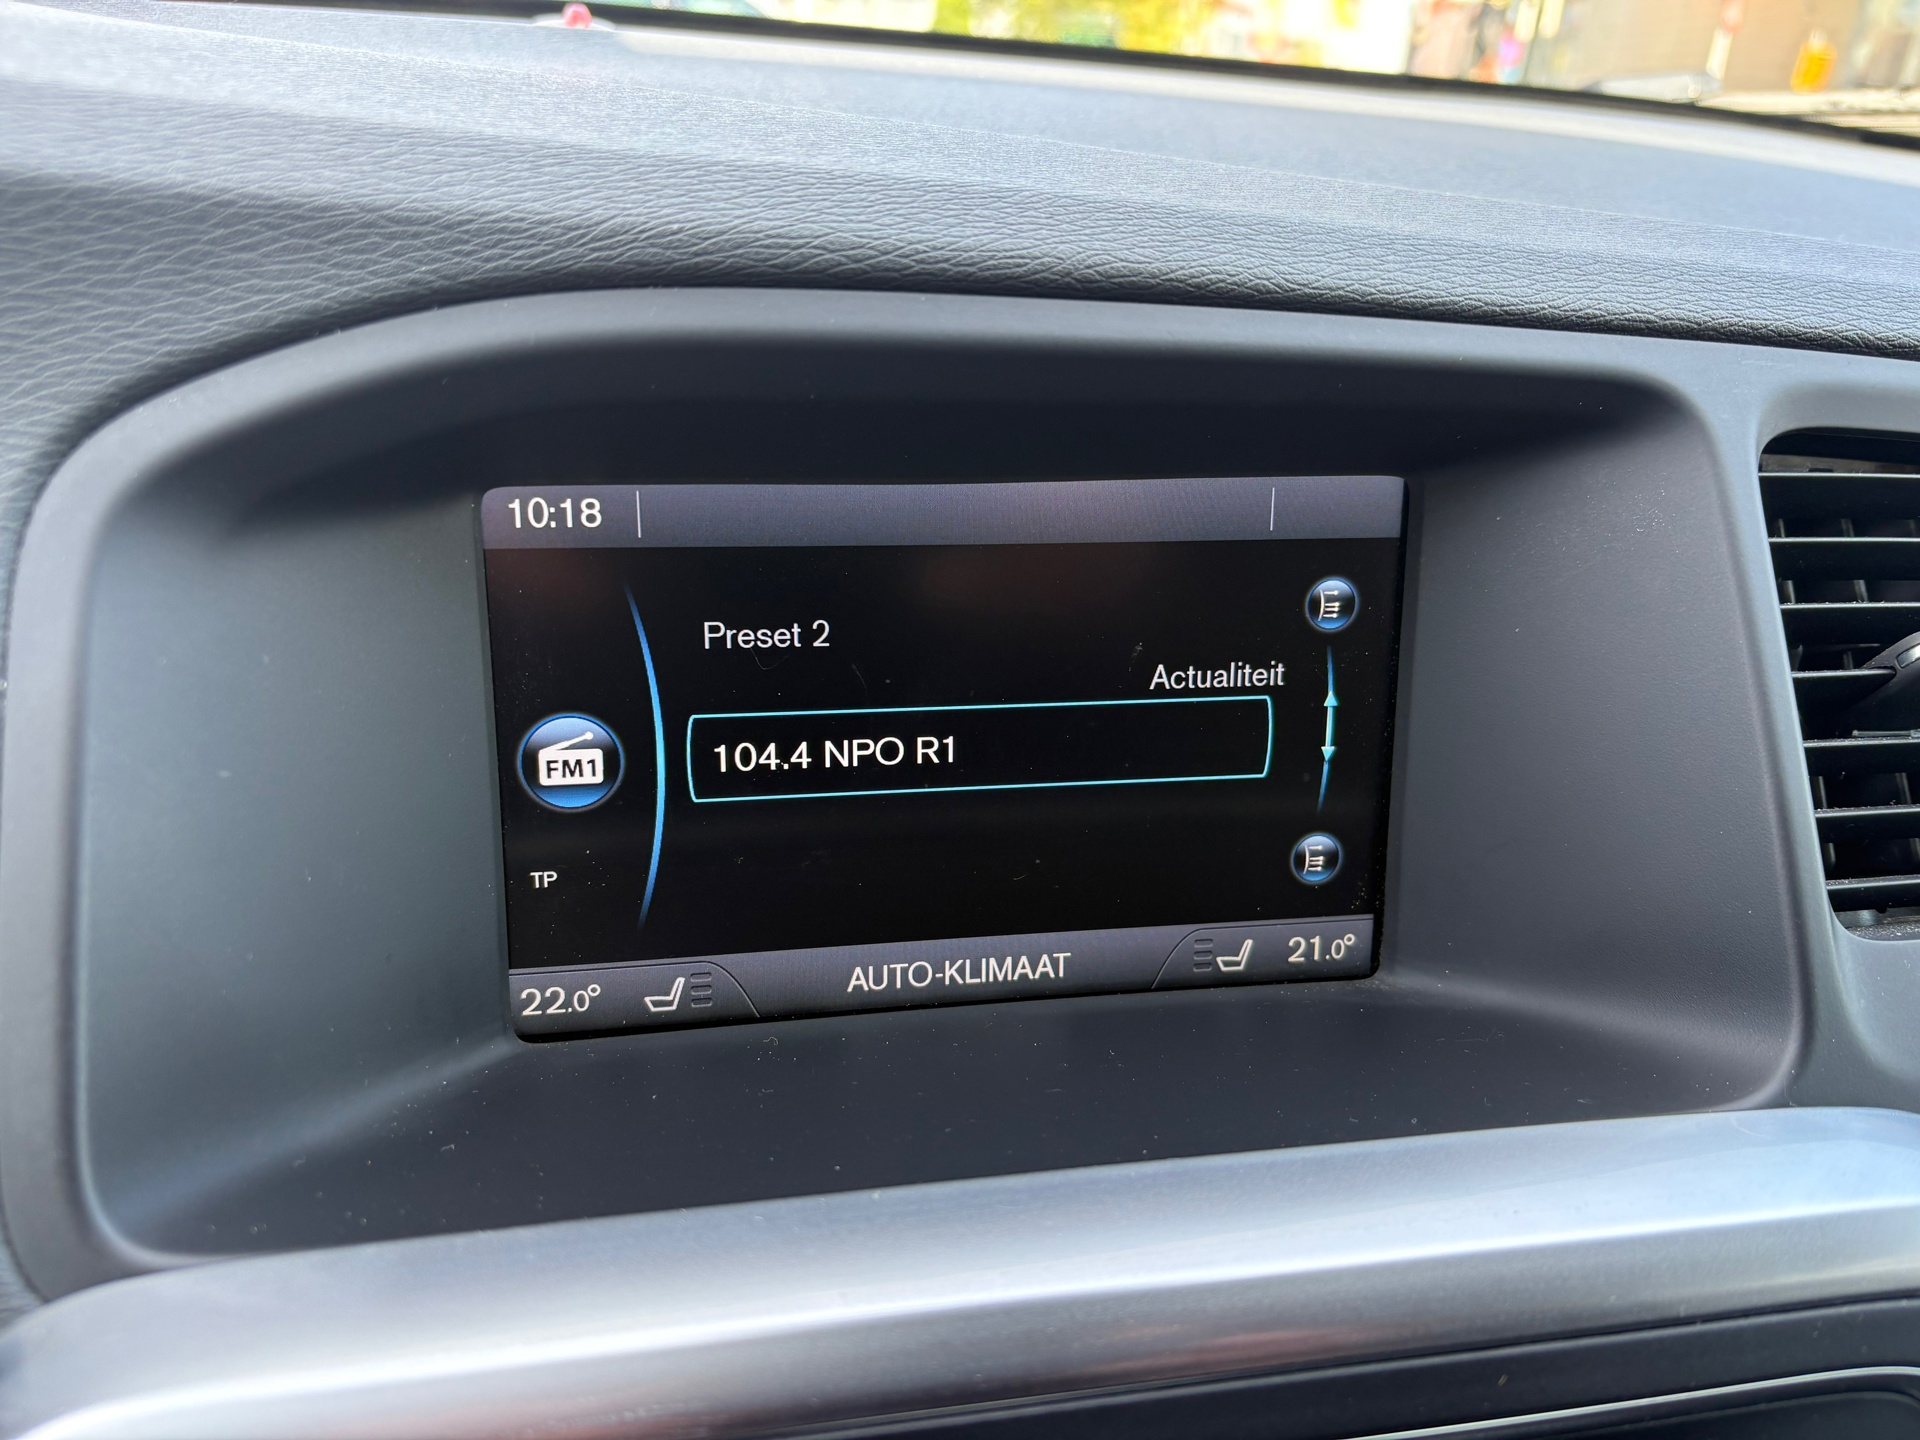 10:18
Preset 2
Actualiteit
FM1
104.4 NPO R1
TP
22.0° AUTO-KLIMAAT 21.0°